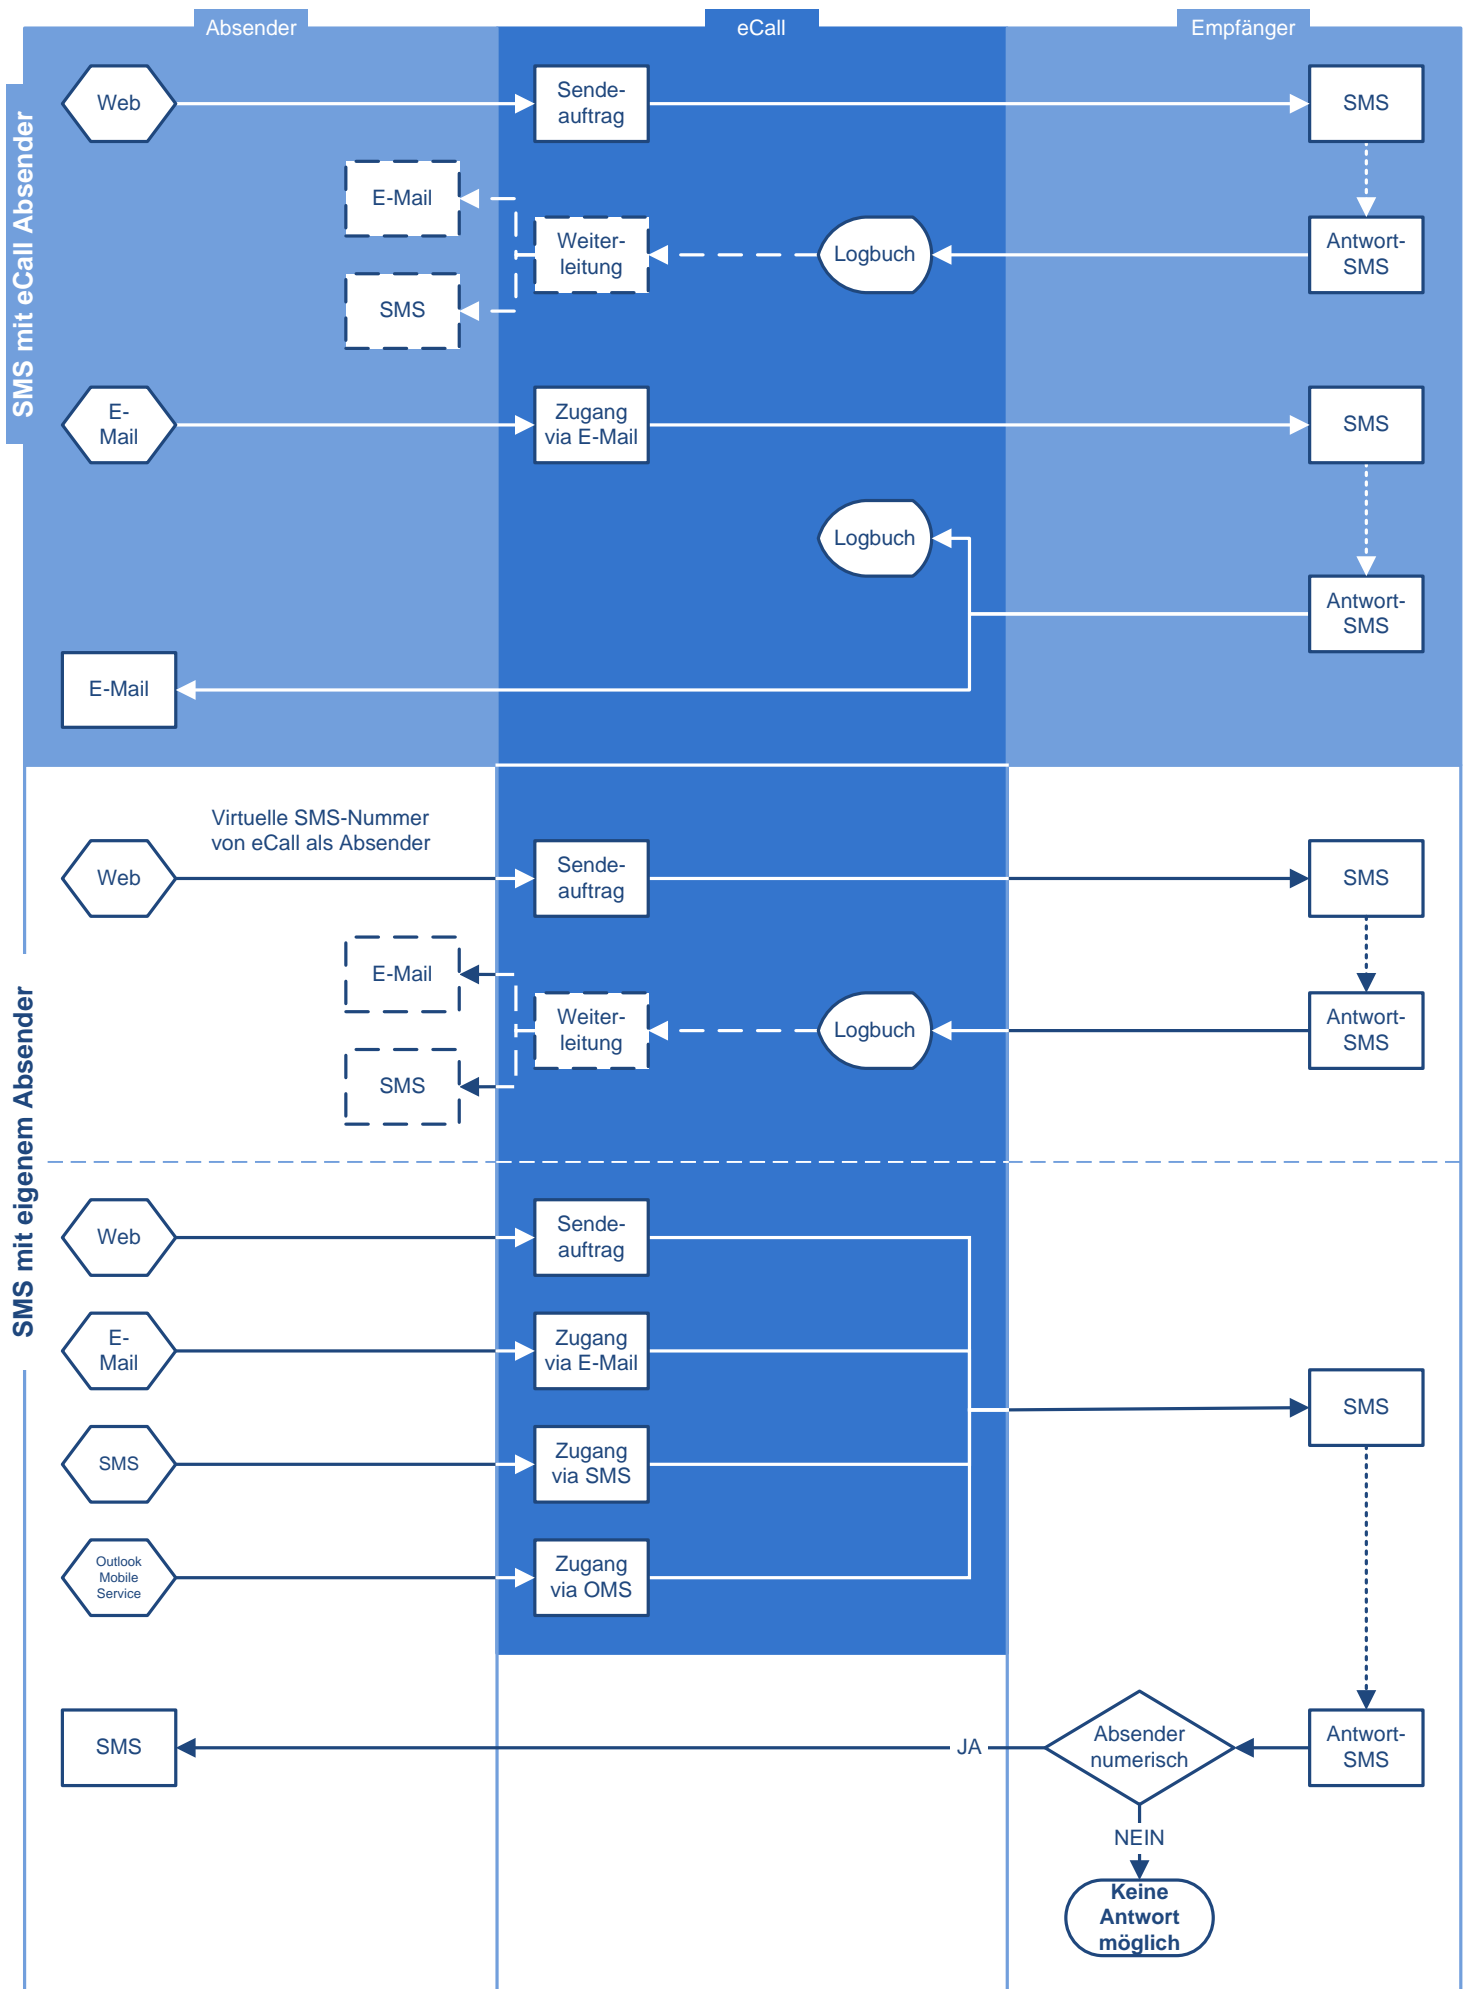 Absender
eCall
Empfänger
SMS mit eCall Absender
Web
Sende-
auftrag
SMS
E-Mail
Weiter-
leitung
Logbuch
Antwort-
SMS
SMS
E-
Mail
Zugang
via E-Mail
SMS
Logbuch
Antwort-
SMS
E-Mail
SMS mit eigenem Absender
Virtuelle SMS-Nummer
von eCall als Absender
Web
Sende-
auftrag
SMS
E-Mail
Weiter-
leitung
Logbuch
Antwort-
SMS
SMS
Web
Sende-
auftrag
E-
Mail
Zugang
via E-Mail
SMS
SMS
Zugang
via SMS
Outlook
Mobile
Service
Zugang
via OMS
SMS
JA
Absender
numerisch
Antwort-
SMS
NEIN
Keine
Antwort
möglich